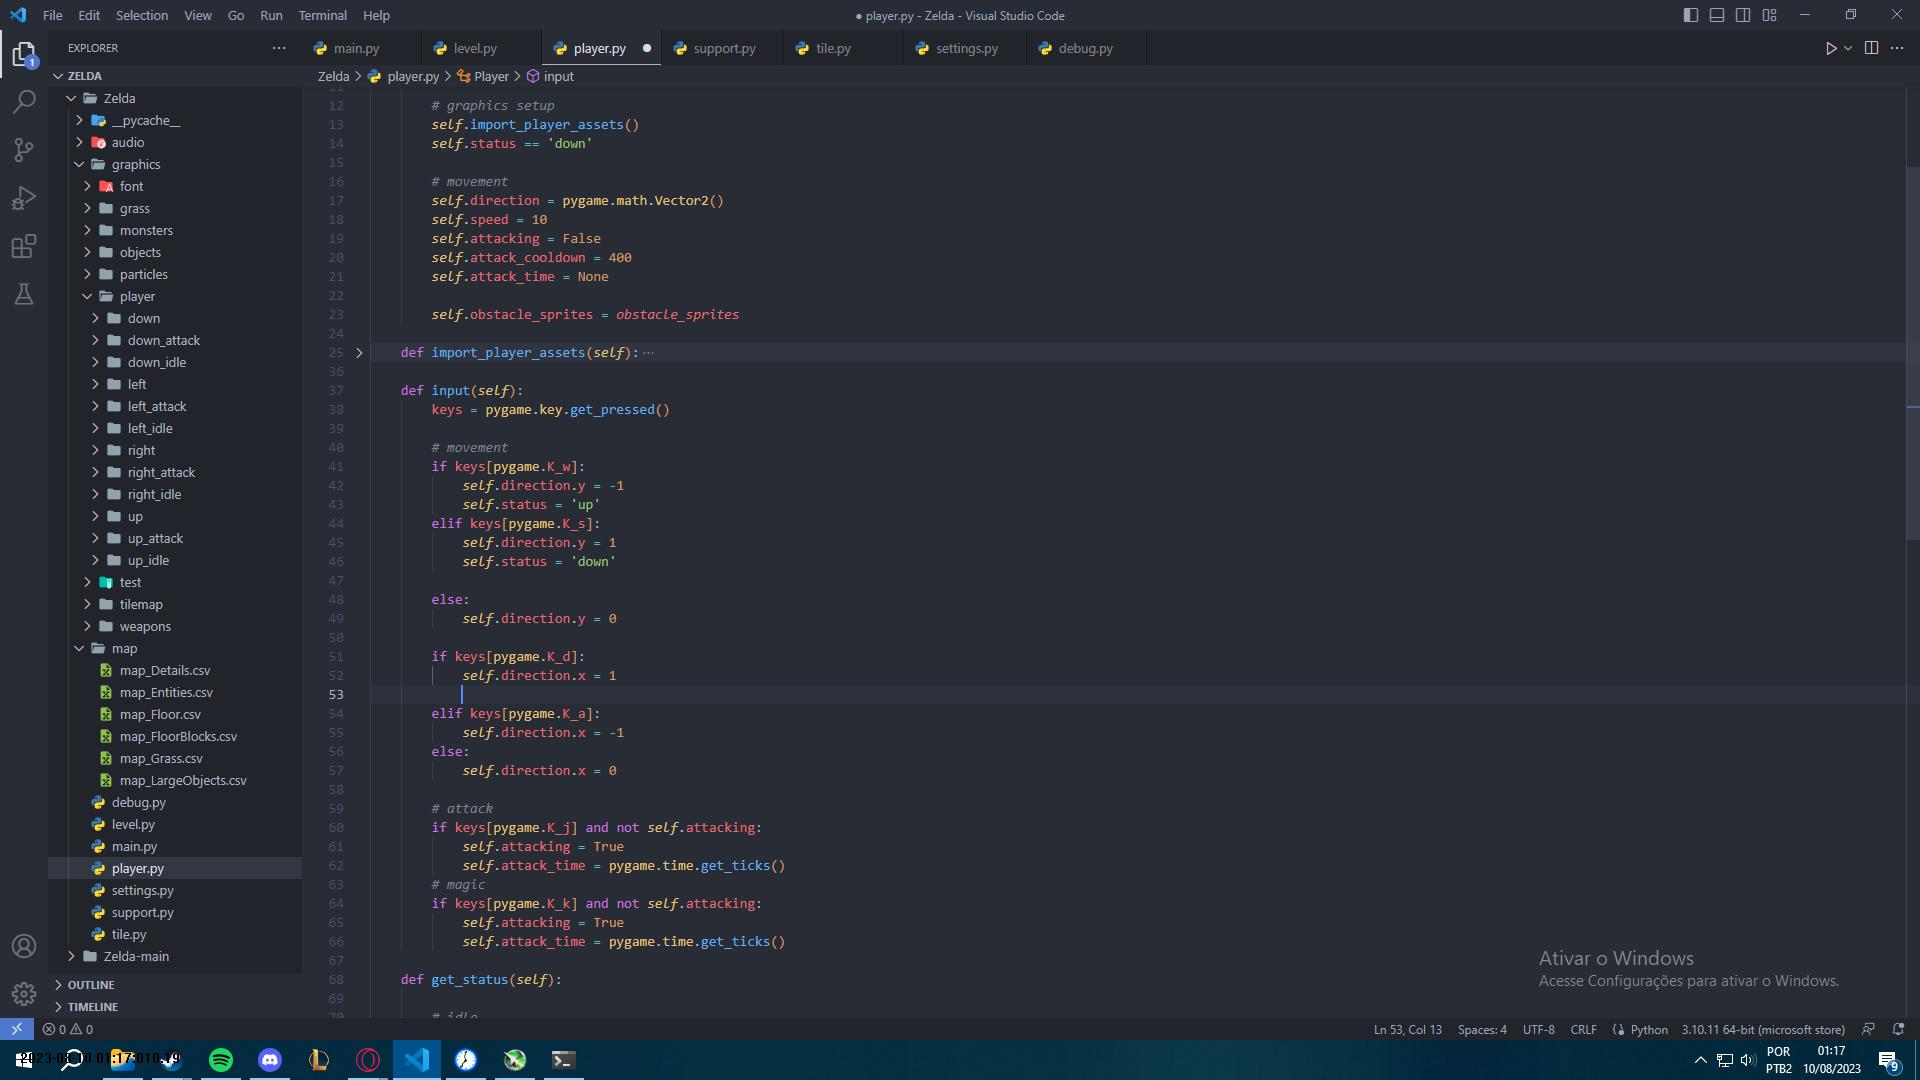 File Edit Selection View Go Run Terminal Help
● player.py - Zelda - Visual Studio Code
EXPLORER
main.py level.py player.py support.py tile.py settings.py debug.py
1
ZELDA
Zelda > player.py > Player > input
Zelda
__pycache__
audio
graphics
font
grass
monsters
objects
particles
player
down
down_attack
down_idle
left
left_attack
left_idle
right
right_attack
right_idle
up
up_attack
up_idle
test
tilemap
weapons
map
map_Details.csv
map_Entities.csv
map_Floor.csv
map_FloorBlocks.csv
map_Grass.csv
map_LargeObjects.csv
debug.py
level.py
main.py
player.py
settings.py
support.py
tile.py
Zelda-main
OUTLINE
TIMELINE
11
12 # graphics setup
13 self.import_player_assets()
14 self.status == 'down'
15
16 # movement
17 self.direction = pygame.math.Vector2()
18 self.speed = 10
19 self.attacking = False
20 self.attack_cooldown = 400
21 self.attack_time = None
22
23 self.obstacle_sprites = obstacle_sprites
24
25 def import_player_assets(self):···
36
37 def input(self):
38 keys = pygame.key.get_pressed()
39
40 # movement
41 if keys[pygame.K_w]:
42 self.direction.y = -1
43 self.status = 'up'
44 elif keys[pygame.K_s]:
45 self.direction.y = 1
46 self.status = 'down'
47
48 else:
49 self.direction.y = 0
50
51 if keys[pygame.K_d]:
52 self.direction.x = 1
53
54 elif keys[pygame.K_a]:
55 self.direction.x = -1
56 else:
57 self.direction.x = 0
58
59 # attack
60 if keys[pygame.K_j] and not self.attacking:
61 self.attacking = True
62 self.attack_time = pygame.time.get_ticks()
63 # magic
64 if keys[pygame.K_k] and not self.attacking:
65 self.attacking = True
66 self.attack_time = pygame.time.get_ticks()
67
68 def get_status(self):
69
70 # idle
Ativar o Windows
Acesse Configurações para ativar o Windows.
0 0
Ln 53, Col 13 Spaces: 4 UTF-8 CRLF Python 3.10.11 64-bit (microsoft store)
POR
PTB2
01:17
10/08/2023
9